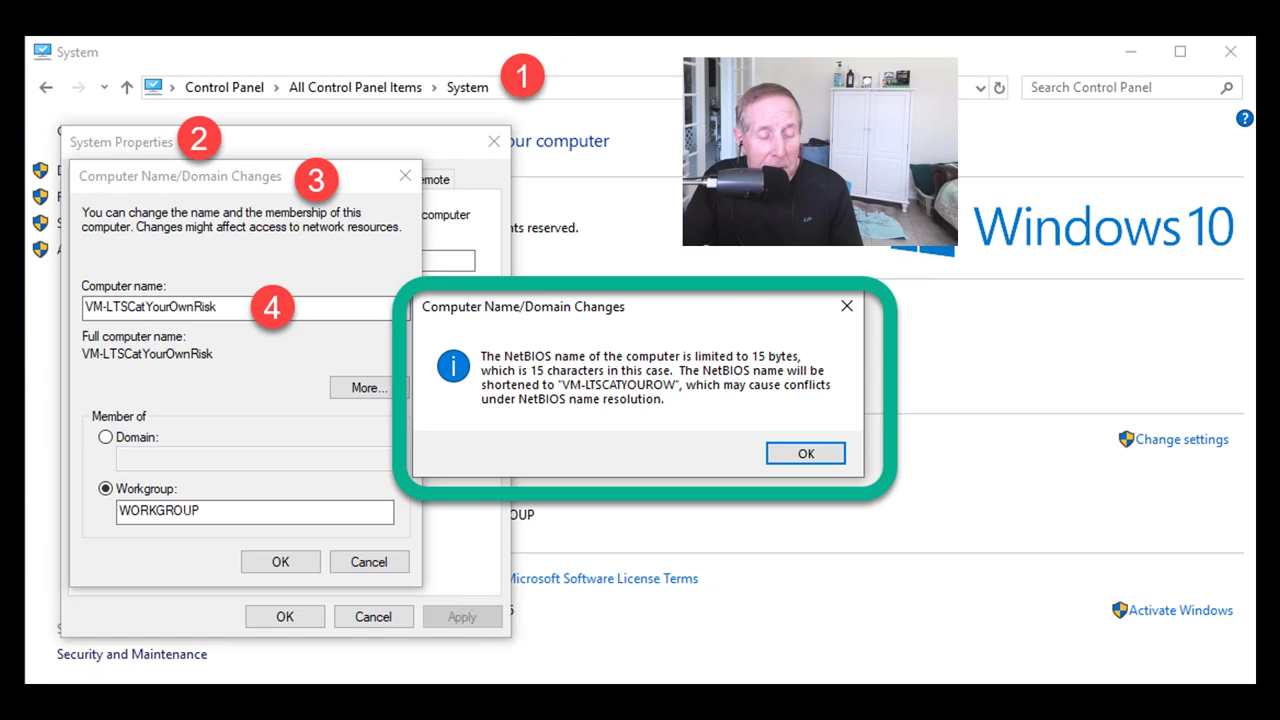 System
Control Panel > All Control Panel Items > System
1
Search Control Panel
?
System Properties
2
our computer
Computer Name/Domain Changes
3
emote
You can change the name and the membership of this
computer. Changes might affect access to network resources.
computer
hts reserved.
Windows 10
Computer name:
VM-LTSCatYourOwnRisk
4
Full computer name:
VM-LTSCatYourOwnRisk
More...
Member of
Domain:
Workgroup:
WORKGROUP
OK
Cancel
OK
Cancel
Apply
Computer Name/Domain Changes
The NetBIOS name of the computer is limited to 15 bytes,
which is 15 characters in this case.  The NetBIOS name will be
shortened to "VM-LTSCATYOUROW", which may cause conflicts
under NetBIOS name resolution.
OK
Change settings
OUP
Microsoft Software License Terms
Activate Windows
Security and Maintenance